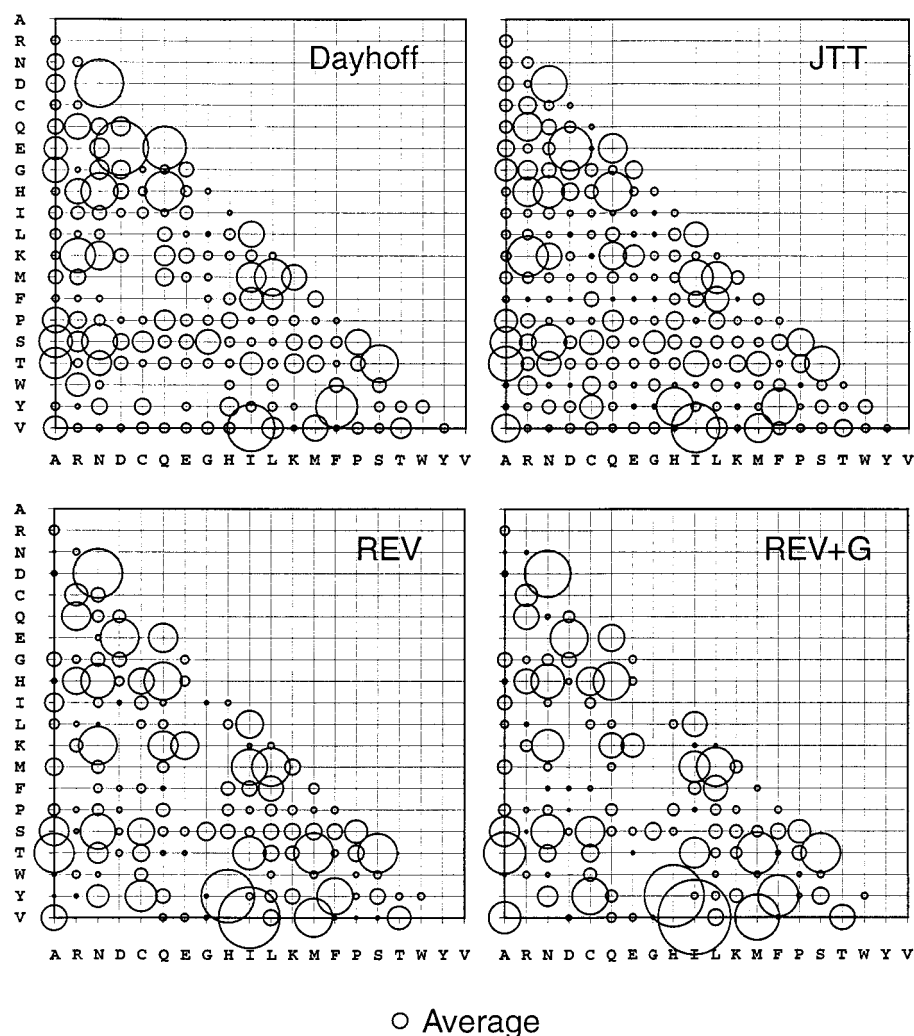 A
R
N
D
C
Q
E
G
H
I
L
K
M
F
P
S
T
W
Y
V
Dayhoff
JTT
A R N D C Q E G H I L K M F P S T W Y V
A R N D C Q E G H I L K M F P S T W Y V
A
R
N
D
C
Q
E
G
H
I
L
K
M
F
P
S
T
W
Y
V
REV
REV+G
A R N D C Q E G H I L K M F P S T W Y V
A R N D C Q E G H I L K M F P S T W Y V
Average